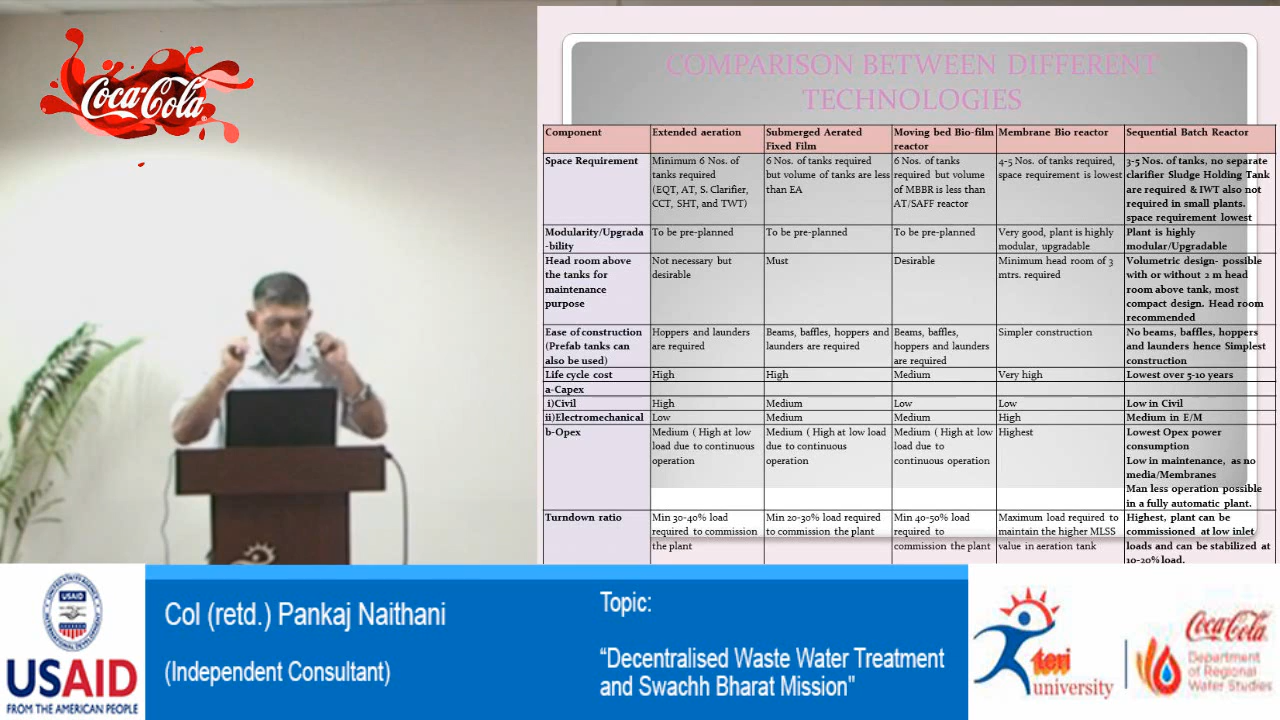 Coca-Cola
COMPARISON BETWEEN DIFFERENT
TECHNOLOGIES
Component
Extended aeration
Submerged Aerated
Fixed Film
Moving bed Bio-film
reactor
Membrane Bio reactor
Sequential Batch Reactor
Space Requirement
Minimum 6 Nos. of
tanks required
(EQT, AT, S. Clarifier,
CCT, SHT, and TWT)
6 Nos. of tanks required
but volume of tanks are less
than EA
6 Nos. of tanks
required but volume
of MBBR is less than
AT/SAFF reactor
4-5 Nos. of tanks required,
space requirement is lowest
3-5 Nos. of tanks, no separate
clarifier Sludge Holding Tank
are required & IWT also not
required in small plants.
space requirement lowest
Modularity/Upgrada
-bility
To be pre-planned
To be pre-planned
To be pre-planned
Very good, plant is highly
modular, upgradable
Plant is highly
modular/Upgradable
Head room above
the tanks for
maintenance
purpose
Not necessary but
desirable
Must
Desirable
Minimum head room of 3
mtrs. required
Volumetric design- possible
with or without 2 m head
room above tank, most
compact design. Head room
recommended
Ease of construction
(Prefab tanks can
also be used)
Hoppers and launders
are required
Beams, baffles, hoppers and
launders are required
Beams, baffles,
hoppers and launders
are required
Simpler construction
No beams, baffles, hoppers
and launders hence Simplest
construction
Life cycle cost
High
High
Medium
Very high
Lowest over 5-10 years
a-Capex
i)Civil
High
Medium
Low
Low
Low in Civil
ii)Electromechanical
Low
Medium
Medium
High
Medium in E/M
b-Opex
Medium ( High at low
load due to continuous
operation
Medium ( High at low load
due to continuous
operation
Medium ( High at low
load due to
continuous operation
Highest
Lowest Opex power
consumption
Low in maintenance, as no
media/Membranes
Man less operation possible
in a fully automatic plant.
Turndown ratio
Min 30-40% load
required to commission
the plant
Min 20-30% load required
to commission the plant
Min 40-50% load
required to
commission the plant
Maximum load required to
maintain the higher MLSS
value in aeration tank
Highest, plant can be
commissioned at low inlet
loads and can be stabilized at
10-20% load.
USAID
USAID
FROM THE AMERICAN PEOPLE
Col (retd.) Pankaj Naithani
(Independent Consultant)
Topic:
“Decentralised Waste Water Treatment
and Swachh Bharat Mission"
teri
university
Coca-Cola
Department
of Regional
Water Studies